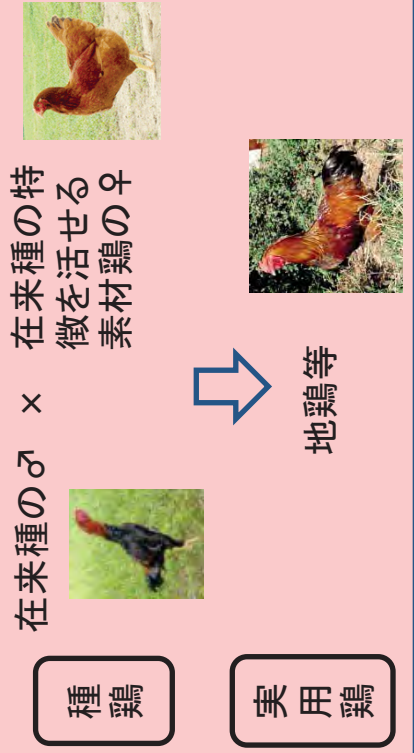 種
鶏
在来種の♂ × 在来種の特
徴を活せる
素材鶏の♀
実
用
鶏
地鶏等